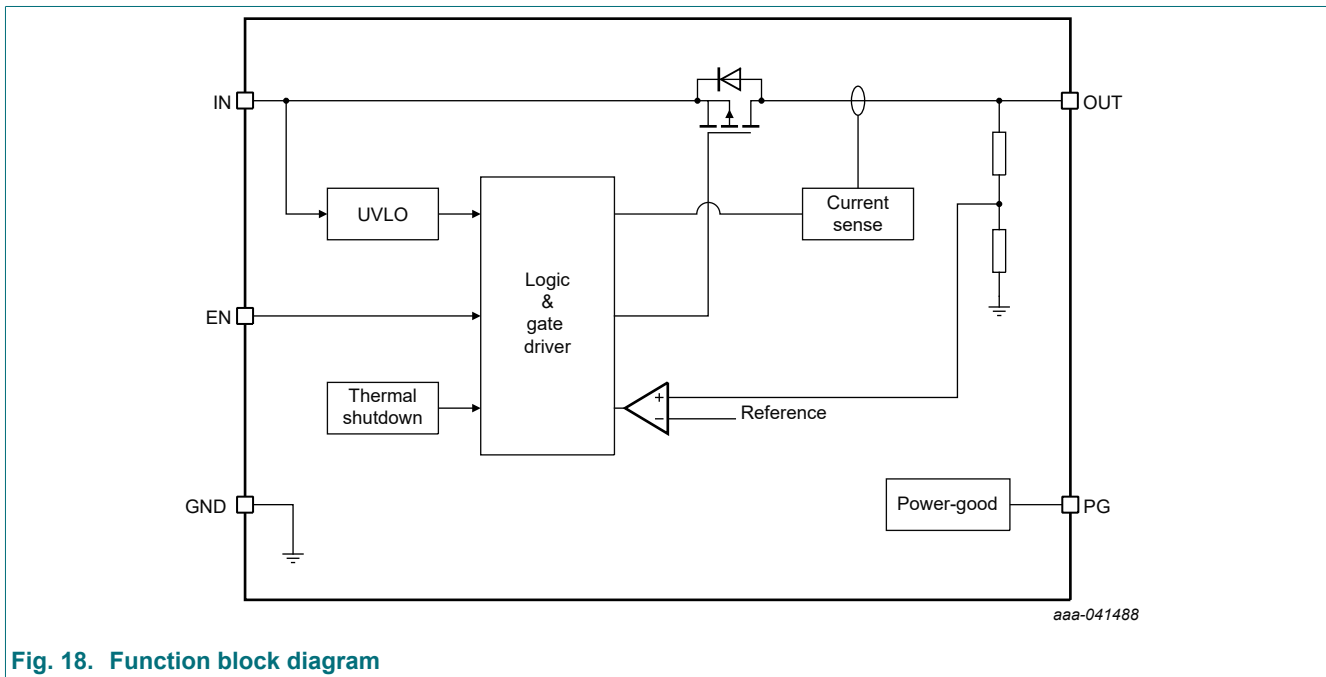 IN
OUT
UVLO
Current
sense
Logic
&
gate
driver
EN
Thermal
shutdown
+
−
Reference
GND
Power-good
PG
aaa-041488
Fig. 18. Function block diagram